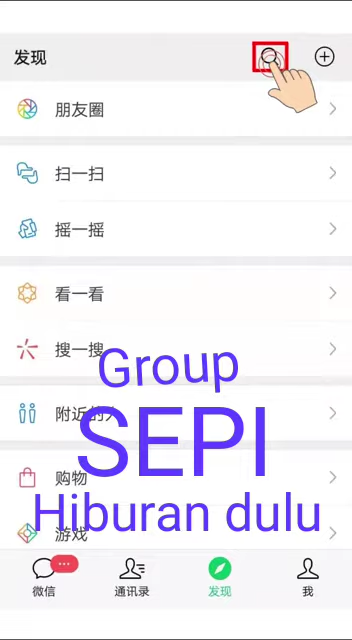 发现
朋友圈
扫一扫
摇一摇
看一看
搜一搜
Group
附近的人
SEPI
购物
Hiburan dulu
游戏
微信
通讯录
发现
我